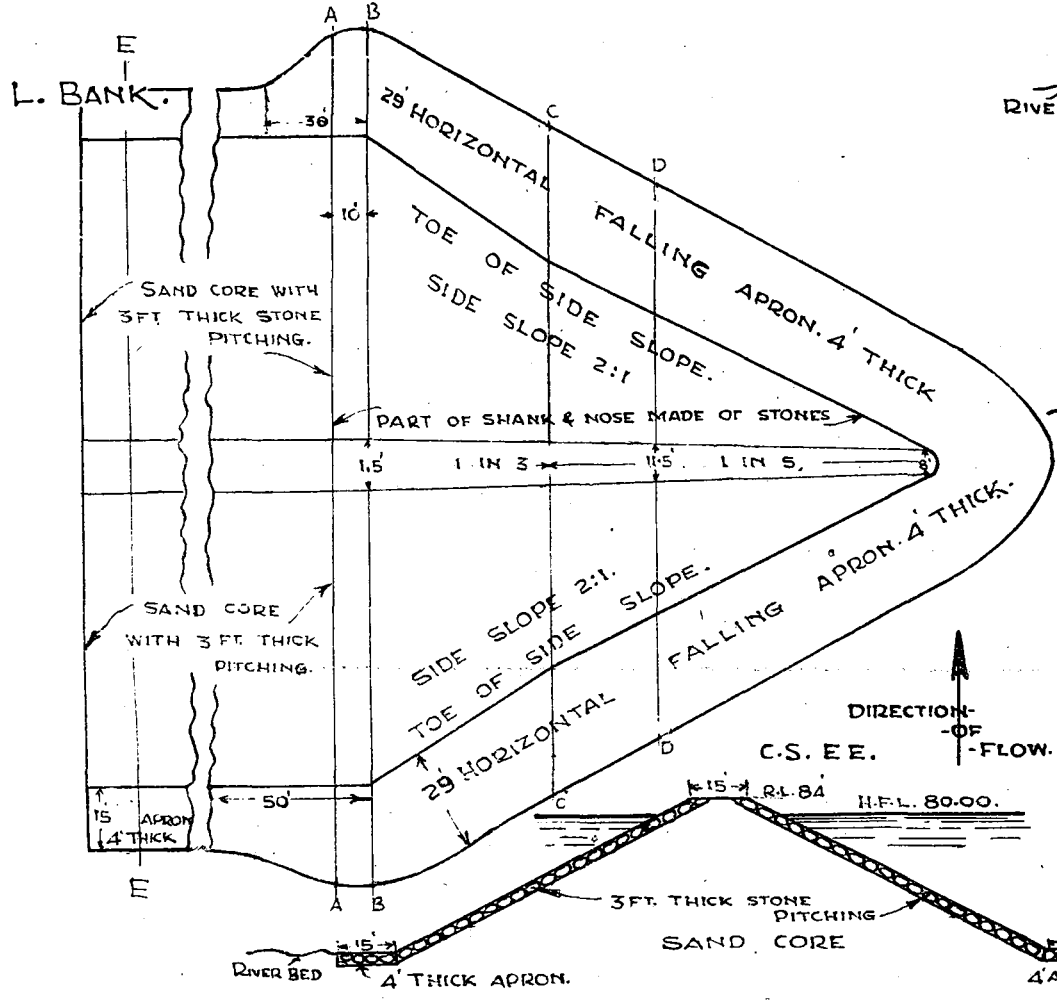 A B
E
L. BANK.
RIVE
30'
29' HORIZONTAL
C
D
10'
FALLING APRON. 4' THICK
TOE OF SIDE SLOPE.
SIDE SLOPE 2:1
SAND CORE WITH
3FT. THICK STONE
PITCHING.
PART OF SHANK & NOSE MADE OF STONES
1.5' 1 IN 3 11.5' 1 IN 5. 8'
SAND CORE
WITH 3 FT. THICK
PITCHING.
SIDE SLOPE 2:1.
TOE OF SIDE SLOPE.
29' HORIZONTAL FALLING APRON. 4' THICK.
DIRECTION-
-OF
-FLOW.
D
C.S. EE.
C
50'
15' APRON
4' THICK
15' R.L. 84' H.F.L. 80.00.
E
A B
3FT. THICK STONE
PITCHING
SAND CORE
15'
RIVER BED
4' THICK APRON.
4'A